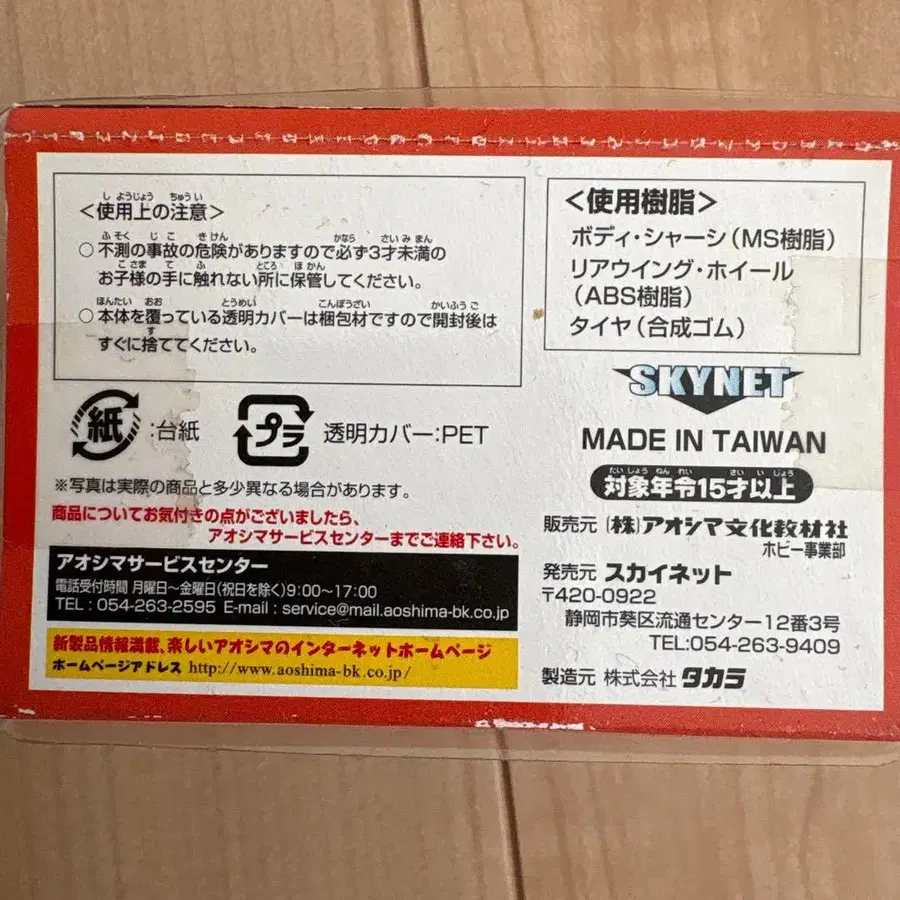 ＜使用上の注意＞
○不測の事故の危険がありますので必ず3才未満の
お子様の手に触れない所に保管してください。
○本体を覆っている透明カバーは梱包材ですので開封後は
すぐに捨ててください。
紙:台紙
プラ 透明カバー:PET
※写真は実際の商品と多少異なる場合があります。
商品についてお気付きの点がございましたら、
アオシマサービスセンターまでご連絡下さい。
アオシマサービスセンター
電話受付時間 月曜日～金曜日(祝日を除く)9:00～17:00
TEL : 054-263-2595 E-mail : service@mail.aoshima-bk.co.jp
新製品情報満載、楽しいアオシマのインターネットホームページ
ホームページアドレス http://www.aoshima-bk.co.jp/
＜使用樹脂＞
ボディ・シャーシ(MS樹脂)
リアウイング・ホイール
(ABS樹脂)
タイヤ(合成ゴム)
SKYNET
MADE IN TAIWAN
対象年令15才以上
販売元 (株)アオシマ文化教材社
ホビー事業部
発売元 スカイネット
〒420-0922
静岡市葵区流通センター12番3号
TEL:054-263-9409
製造元 株式会社 タカラ